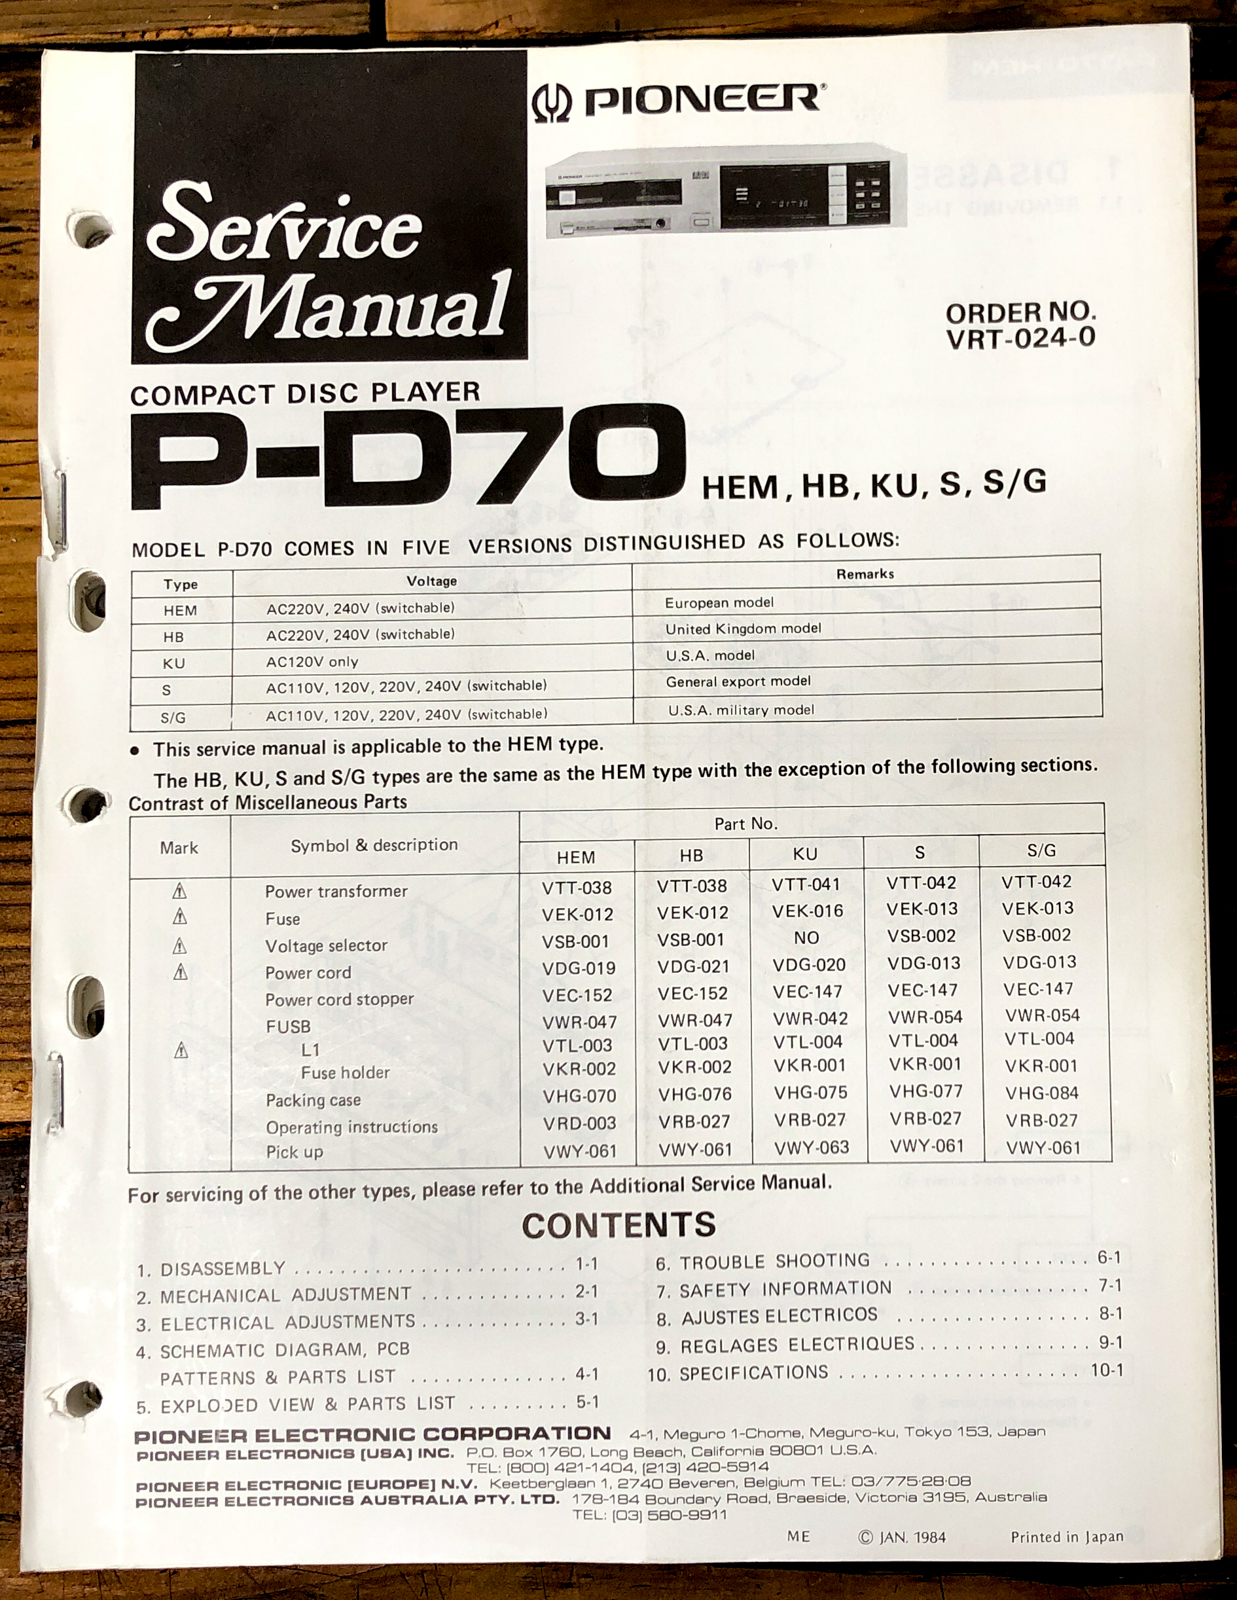 Service
Manual
PIONEER®
ORDER NO.
VRT-024-0
COMPACT DISC PLAYER
P-D70 HEM, HB, KU, S, S/G
MODEL P-D70 COMES IN FIVE VERSIONS DISTINGUISHED AS FOLLOWS:
Type Voltage Remarks
HEM AC220V, 240V (switchable) European model
HB AC220V, 240V (switchable) United Kingdom model
KU AC120V only U.S.A. model
S AC110V, 120V, 220V, 240V (switchable) General export model
S/G AC110V, 120V, 220V, 240V (switchable) U.S.A. military model
● This service manual is applicable to the HEM type.
The HB, KU, S and S/G types are the same as the HEM type with the exception of the following sections.
Contrast of Miscellaneous Parts
Mark Symbol & description Part No.
HEM HB KU S S/G
⚠ Power transformer VTT-038 VTT-038 VTT-041 VTT-042 VTT-042
⚠ Fuse VEK-012 VEK-012 VEK-016 VEK-013 VEK-013
⚠ Voltage selector VSB-001 VSB-001 NO VSB-002 VSB-002
⚠ Power cord VDG-019 VDG-021 VDG-020 VDG-013 VDG-013
Power cord stopper VEC-152 VEC-152 VEC-147 VEC-147 VEC-147
FUSB VWR-047 VWR-047 VWR-042 VWR-054 VWR-054
⚠ L1 VTL-003 VTL-003 VTL-004 VTL-004 VTL-004
Fuse holder VKR-002 VKR-002 VKR-001 VKR-001 VKR-001
Packing case VHG-070 VHG-076 VHG-075 VHG-077 VHG-084
Operating instructions VRD-003 VRB-027 VRB-027 VRB-027 VRB-027
Pick up VWY-061 VWY-061 VWY-063 VWY-061 VWY-061
For servicing of the other types, please refer to the Additional Service Manual.
CONTENTS
1. DISASSEMBLY ........................ 1-1
2. MECHANICAL ADJUSTMENT ............. 2-1
3. ELECTRICAL ADJUSTMENTS ............. 3-1
4. SCHEMATIC DIAGRAM, PCB
PATTERNS & PARTS LIST .............. 4-1
5. EXPLODED VIEW & PARTS LIST ......... 5-1
6. TROUBLE SHOOTING .................. 6-1
7. SAFETY INFORMATION ................ 7-1
8. AJUSTES ELECTRICOS ................. 8-1
9. REGLAGES ELECTRIQUES ............... 9-1
10. SPECIFICATIONS ...................... 10-1
PIONEER ELECTRONIC CORPORATION 4-1, Meguro 1-Chome, Meguro-ku, Tokyo 153, Japan
PIONEER ELECTRONICS [USA] INC. P.O. Box 1760, Long Beach, California 90801 U.S.A.
TEL: [800] 421-1404, [213] 420-5914
PIONEER ELECTRONIC [EUROPE] N.V. Keetberglaan 1, 2740 Beveren, Belgium TEL: 03/775·28·08
PIONEER ELECTRONICS AUSTRALIA PTY. LTD. 178-184 Boundary Road, Braeside, Victoria 3195, Australia
TEL: [03] 580-9911
ME © JAN. 1984 Printed in Japan